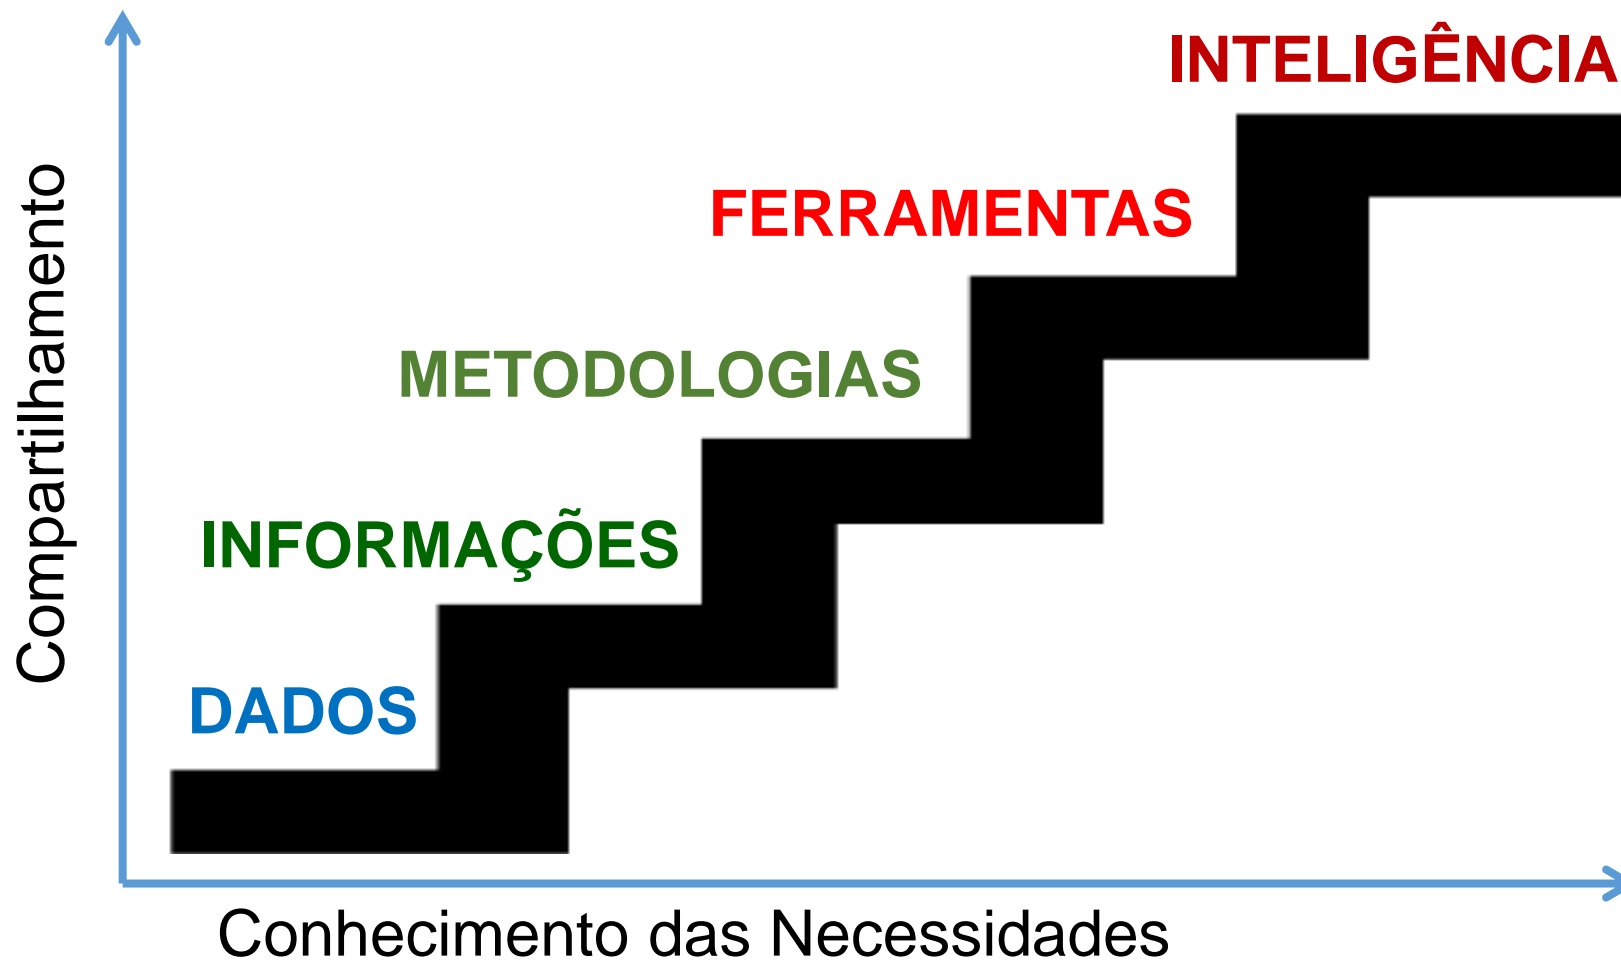 INTELIGÊNCIA
FERRAMENTAS
METODOLOGIAS
INFORMAÇÕES
DADOS
Compartilhamento
Conhecimento das Necessidades